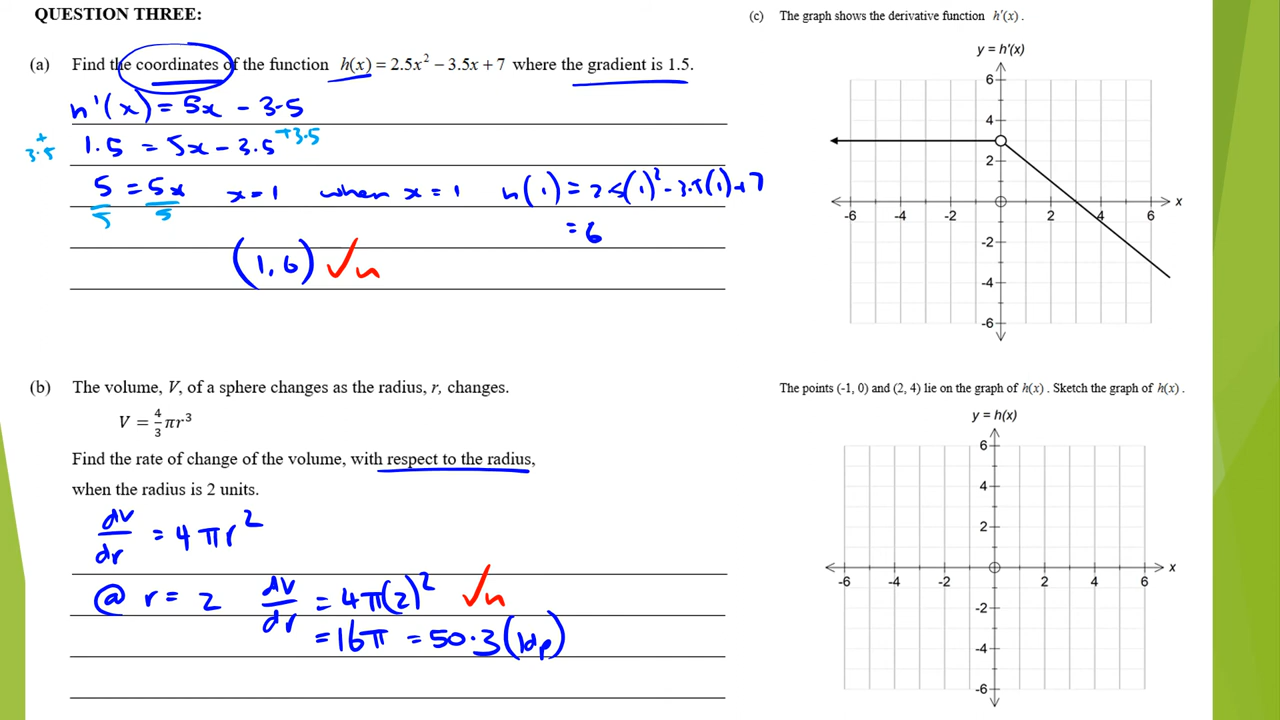 QUESTION THREE:
(a) Find the coordinates of the function h(x) = 2.5x² − 3.5x + 7 where the gradient is 1.5.
h'(x) = 5x - 3.5
+ 3.5 1.5 = 5x - 3.5 +3.5
5/5 = 5x/5 x = 1 when x = 1 h(1) = 2.5(1)² - 3.5(1) + 7
= 6
(1, 6) ✓n
(b) The volume, V, of a sphere changes as the radius, r, changes.
V = 4/3 πr³
Find the rate of change of the volume, with respect to the radius,
when the radius is 2 units.
dV/dr = 4πr²
@ r = 2 dV/dr = 4π(2)² ✓n
= 16π = 50.3 (1dp)
(c) The graph shows the derivative function h′(x).
y = h'(x)
6
4
2
-6 -4 -2 2 4 6 x
-2
-4
-6
The points (-1, 0) and (2, 4) lie on the graph of h(x). Sketch the graph of h(x).
y = h(x)
6
4
2
-6 -4 -2 2 4 6 x
-2
-4
-6